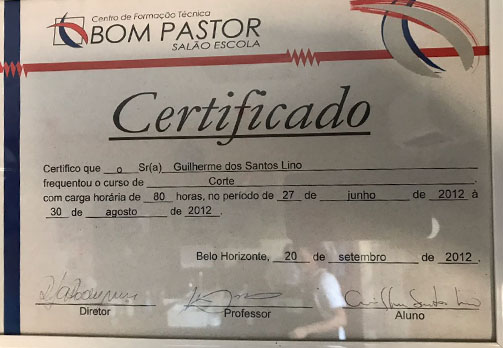 Centro de Formação Técnica
BOM PASTOR
SALÃO ESCOLA
Certificado
Certifico que o Sr(a) Guilherme dos Santos Lino
frequentou o curso de Corte
com carga horária de 80 horas, no período de 27 de junho de 2012 à
30 de agosto de 2012.
Belo Horizonte, 20 de setembro de 2012.
Diretor Professor Aluno